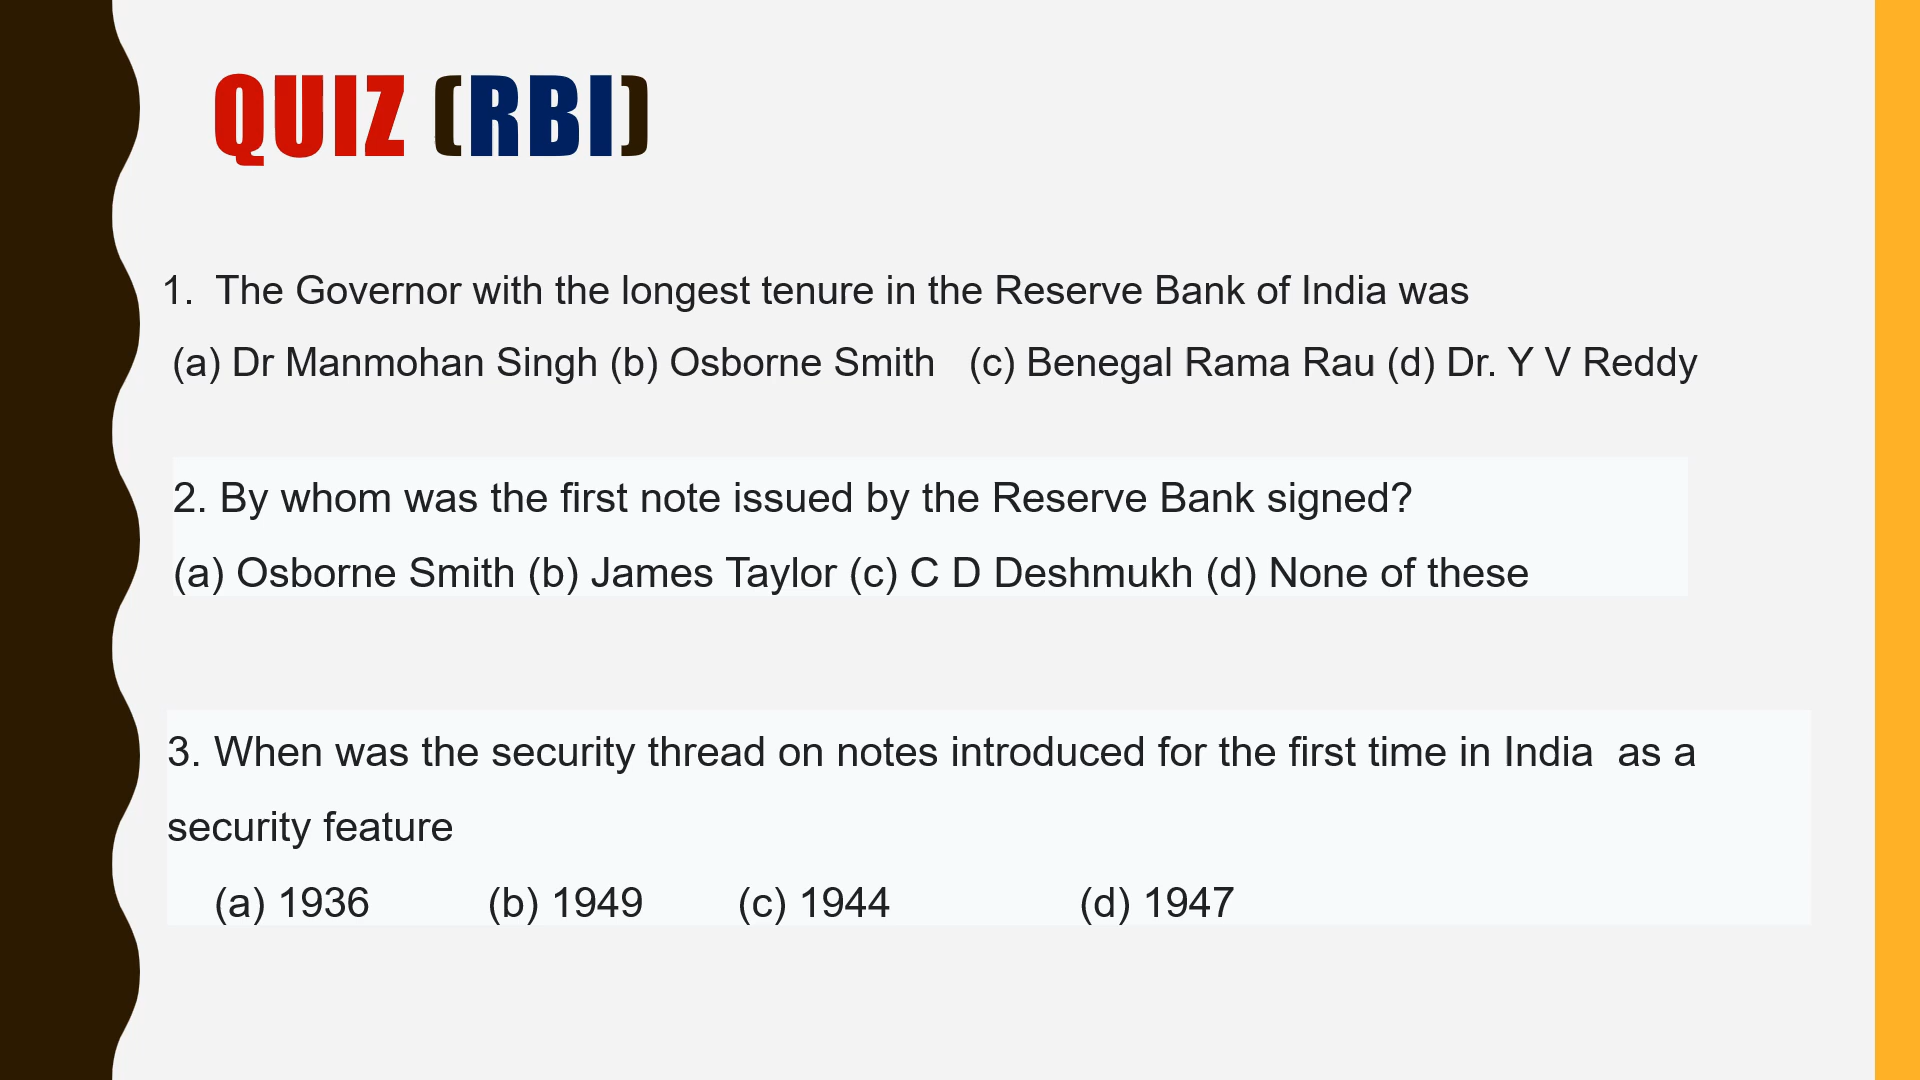 QUIZ (RBI)
1. The Governor with the longest tenure in the Reserve Bank of India was
(a) Dr Manmohan Singh (b) Osborne Smith (c) Benegal Rama Rau (d) Dr. Y V Reddy
2. By whom was the first note issued by the Reserve Bank signed?
(a) Osborne Smith (b) James Taylor (c) C D Deshmukh (d) None of these
3. When was the security thread on notes introduced for the first time in India as a
security feature
(a) 1936 (b) 1949 (c) 1944 (d) 1947